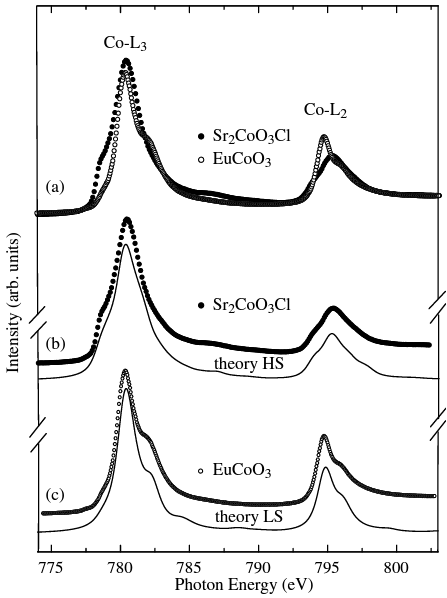 Co-L₃
Co-L₂
Sr₂CoO₃Cl
EuCoO₃
(a)
Sr₂CoO₃Cl
(b)
theory HS
EuCoO₃
(c)
theory LS
Intensity (arb. units)
775 780 785 790 795 800
Photon Energy (eV)